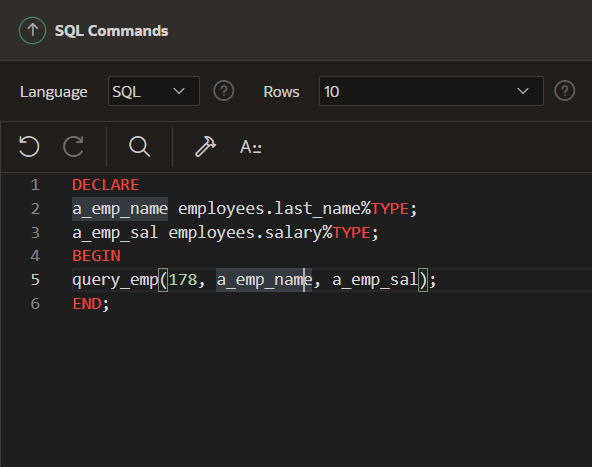 SQL Commands
Language SQL ? Rows 10 ?
A::
1 DECLARE
2 a_emp_name employees.last_name%TYPE;
3 a_emp_sal employees.salary%TYPE;
4 BEGIN
5 query_emp(178, a_emp_name, a_emp_sal);
6 END;